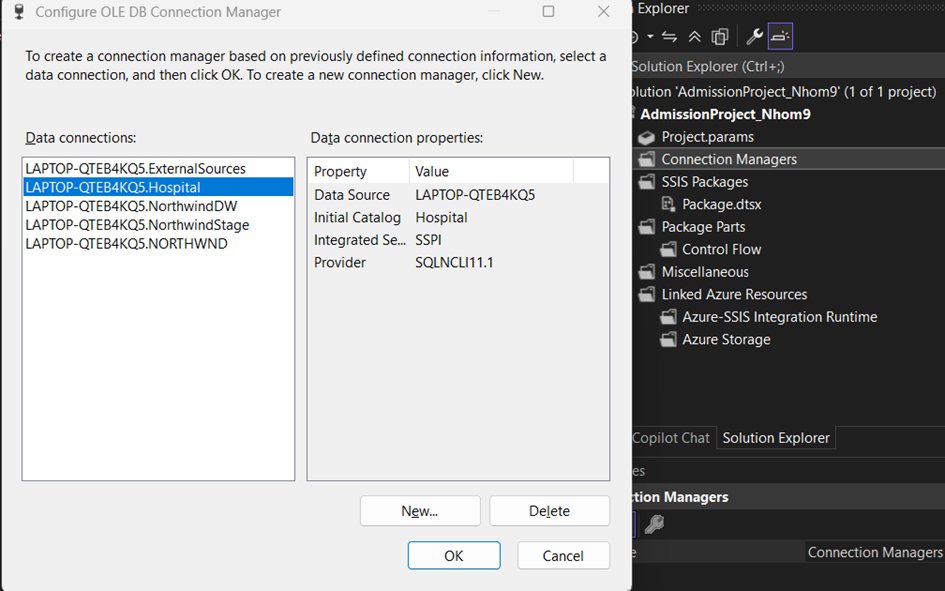 Configure OLE DB Connection Manager
To create a connection manager based on previously defined connection information, select a
data connection, and then click OK. To create a new connection manager, click New.
Data connections:
LAPTOP-QTEB4KQ5.ExternalSources
LAPTOP-QTEB4KQ5.Hospital
LAPTOP-QTEB4KQ5.NorthwindDW
LAPTOP-QTEB4KQ5.NorthwindStage
LAPTOP-QTEB4KQ5.NORTHWND
Data connection properties:
Property Value
Data Source LAPTOP-QTEB4KQ5
Initial Catalog Hospital
Integrated Se... SSPI
Provider SQLNCLI11.1
New... Delete
OK Cancel
Explorer
Solution Explorer (Ctrl+;)
olution 'AdmissionProject_Nhom9' (1 of 1 project)
AdmissionProject_Nhom9
Project.params
Connection Managers
SSIS Packages
Package.dtsx
Package Parts
Control Flow
Miscellaneous
Linked Azure Resources
Azure-SSIS Integration Runtime
Azure Storage
Copilot Chat Solution Explorer
es
ction Managers
e Connection Managers